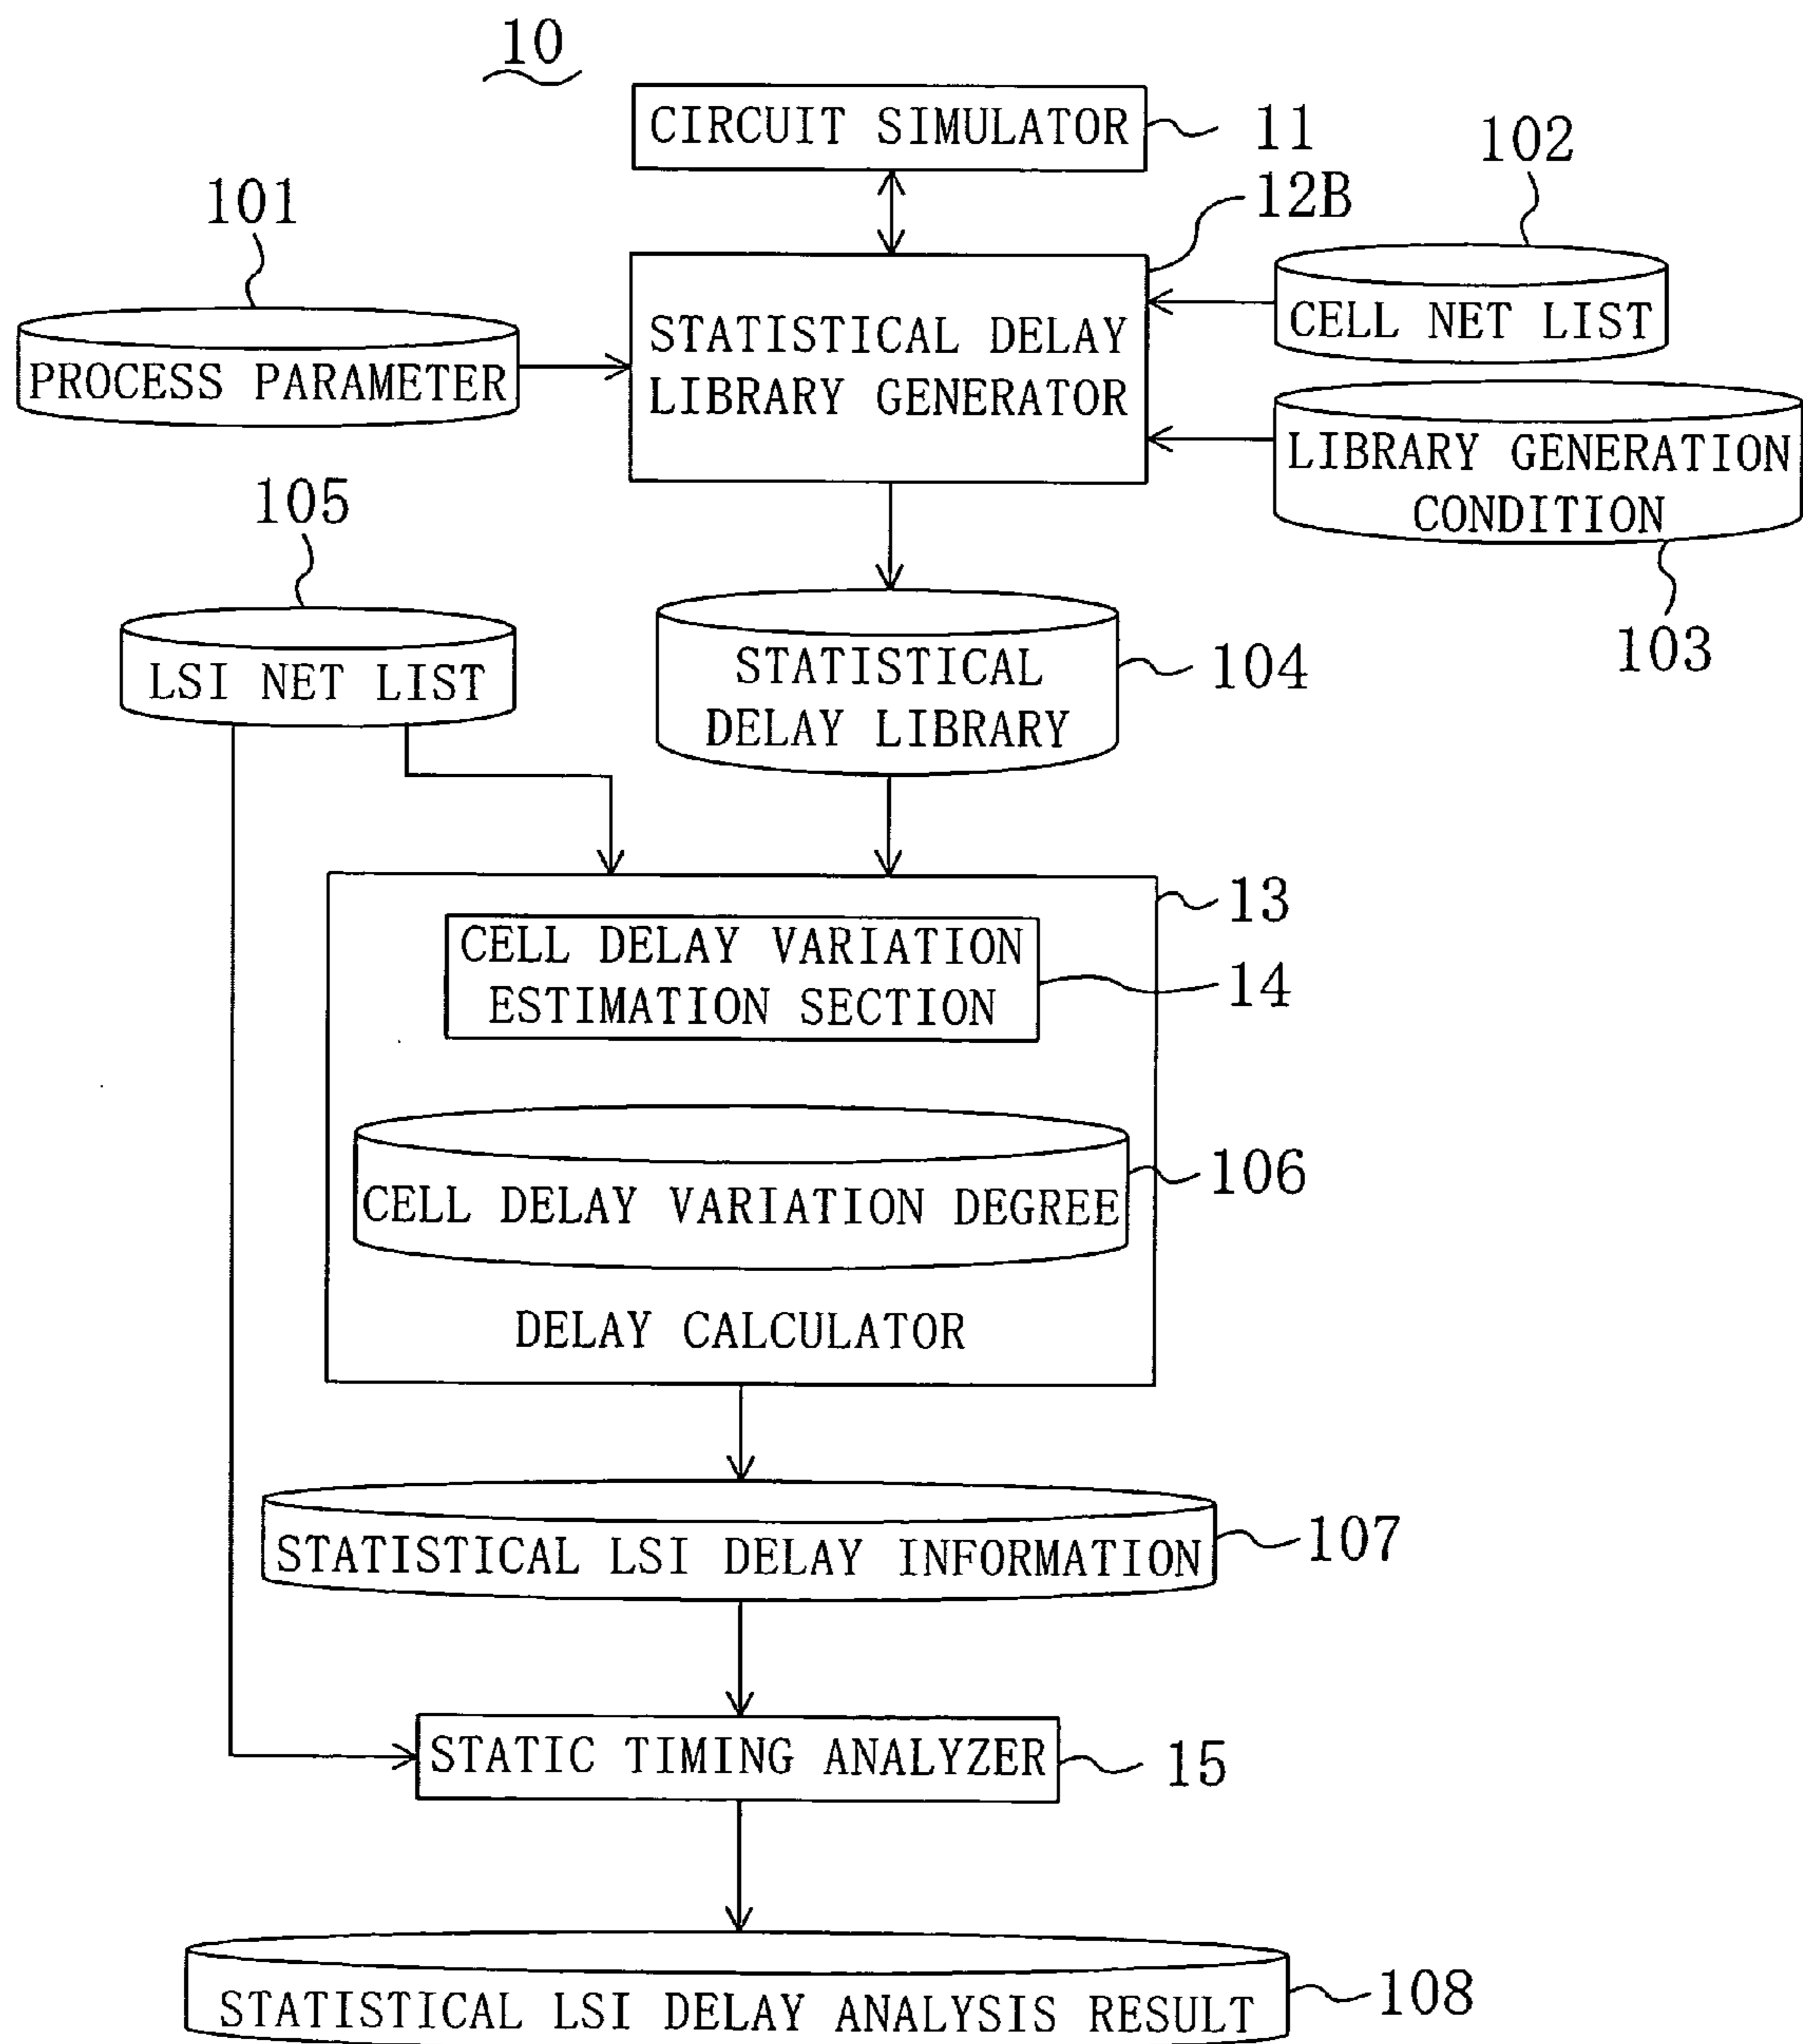 10
CIRCUIT SIMULATOR
11
102
12B
101
STATISTICAL DELAY
LIBRARY GENERATOR
CELL NET LIST
PROCESS PARAMETER
LIBRARY GENERATION
CONDITION
103
105
LSI NET LIST
STATISTICAL
DELAY LIBRARY
104
13
CELL DELAY VARIATION
ESTIMATION SECTION
14
CELL DELAY VARIATION DEGREE
106
DELAY CALCULATOR
STATISTICAL LSI DELAY INFORMATION
107
STATIC TIMING ANALYZER
15
STATISTICAL LSI DELAY ANALYSIS RESULT
108